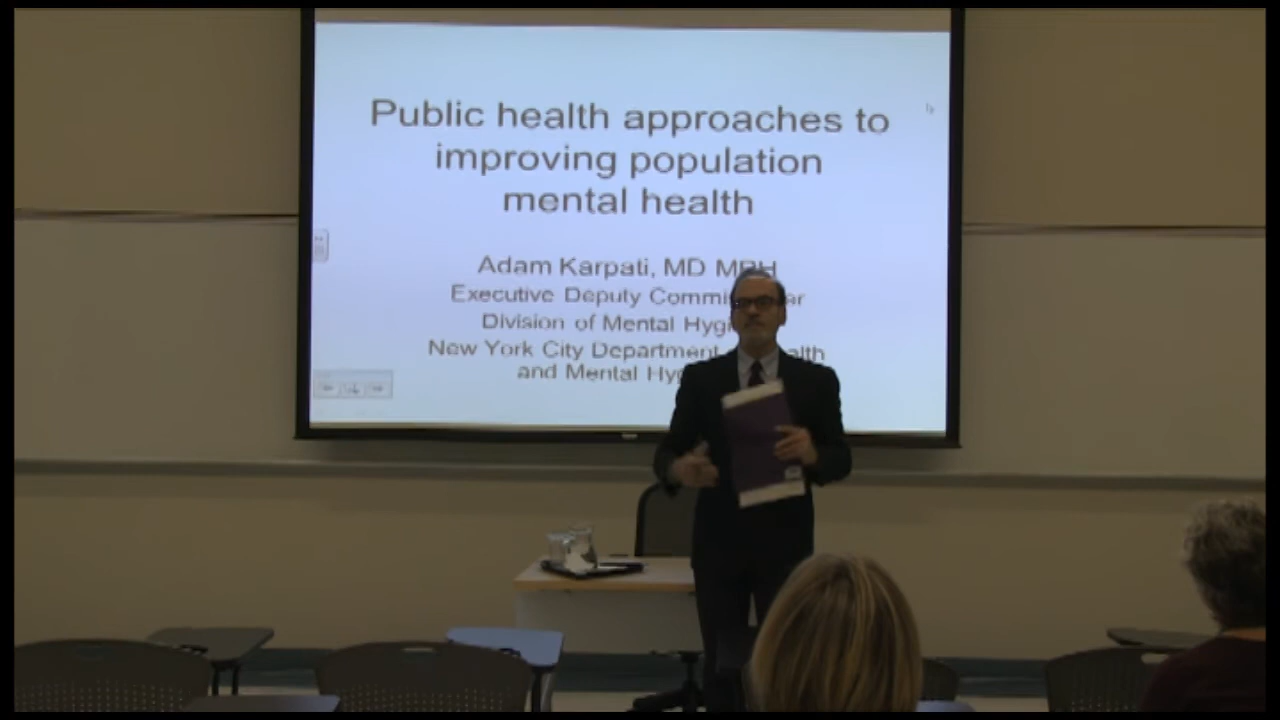 Public health approaches to
improving population
mental health
Adam Karpati, MD MPH
Executive Deputy
Division of Mental
New York City Department
and Mental